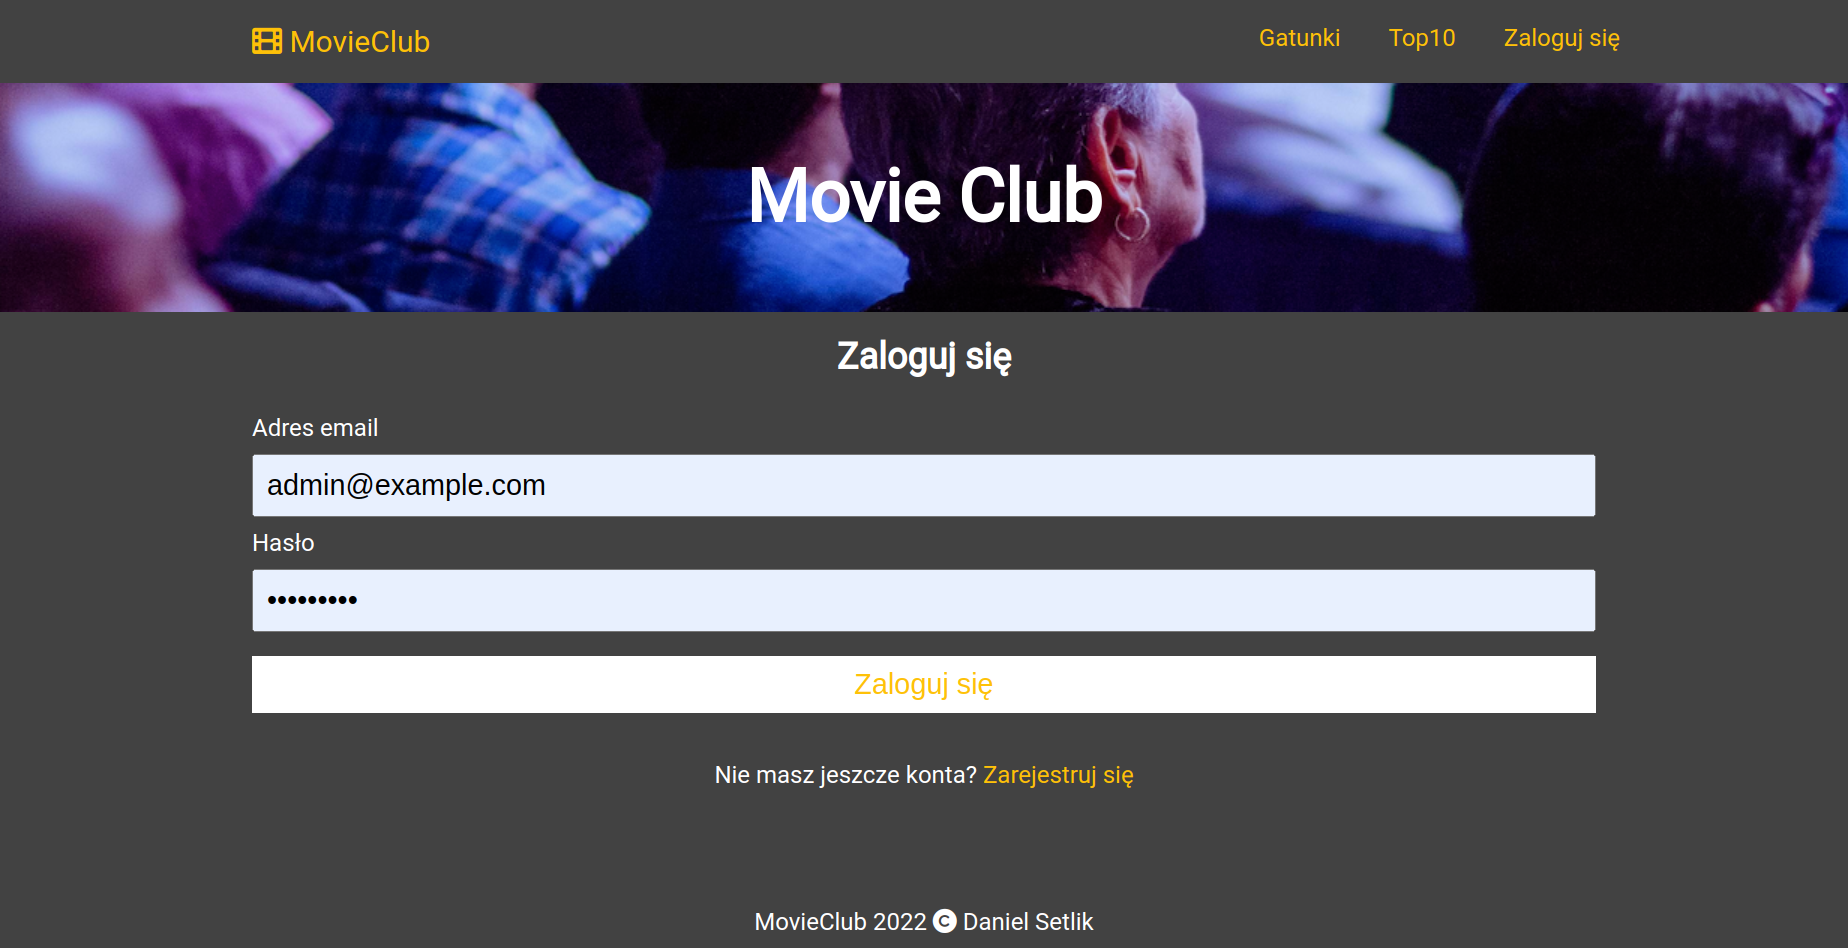 MovieClub
Gatunki Top10 Zaloguj się
Movie Club
Zaloguj się
Adres email
admin@example.com
Hasło
•••••••••
Zaloguj się
Nie masz jeszcze konta? Zarejestruj się
MovieClub 2022 © Daniel Setlik